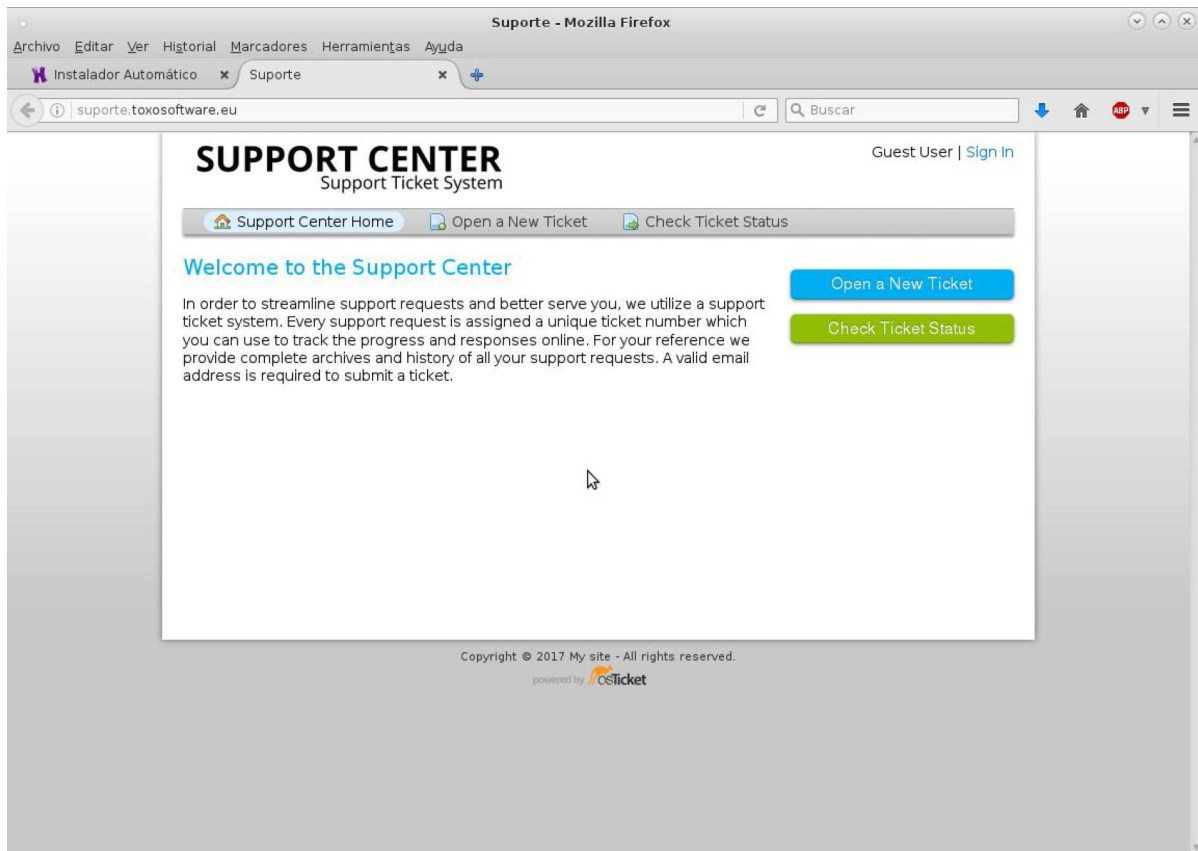 Suporte - Mozilla Firefox
Archivo Editar Ver Historial Marcadores Herramientas Ayuda
Instalador Automático Suporte
suporte.toxosoftware.eu Buscar ABP
SUPPORT CENTER
Support Ticket System
Guest User | Sign In
Support Center Home Open a New Ticket Check Ticket Status
Welcome to the Support Center
In order to streamline support requests and better serve you, we utilize a support
ticket system. Every support request is assigned a unique ticket number which
you can use to track the progress and responses online. For your reference we
provide complete archives and history of all your support requests. A valid email
address is required to submit a ticket.
Open a New Ticket
Check Ticket Status
Copyright © 2017 My site - All rights reserved.
powered by osTicket